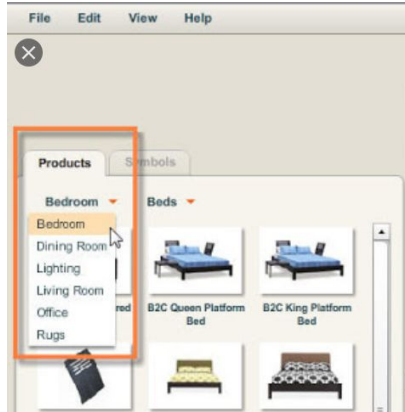 File Edit View Help
Products Symbols
Bedroom Beds
Bedroom
Dining Room
Lighting
Living Room
Office
Rugs
red
B2C Queen Platform
Bed
B2C King Platform
Bed